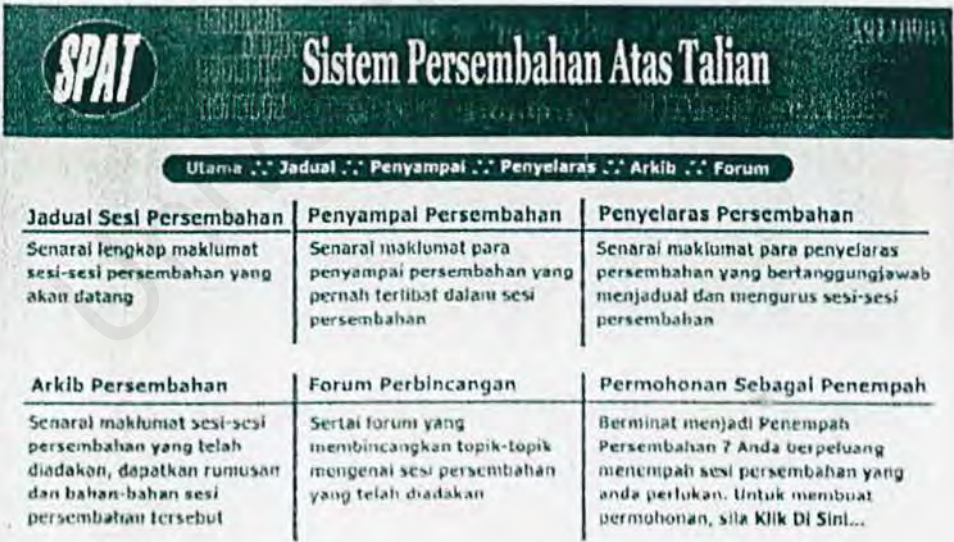 SPAT
Sistem Persembahan Atas Talian
Utama ∴ Jadual ∴ Penyampai ∴ Penyelaras ∴ Arkib ∴ Forum
Jadual Sesi Persembahan
Senarai lengkap maklumat
sesi-sesi persembahan yang
akan datang
Penyampai Persembahan
Senarai maklumat para
penyampai persembahan yang
pernah terlibat dalam sesi
persembahan
Penyelaras Persembahan
Senarai maklumat para penyelaras
persembahan yang bertanggungjawab
menjadual dan mengurus sesi-sesi
persembahan
Arkib Persembahan
Senarai maklumat sesi-sesi
persembahan yang telah
diadakan, dapatkan rumusan
dan bahan-bahan sesi
persembahan tersebut
Forum Perbincangan
Sertai forum yang
membincangkan topik-topik
mengenai sesi persembahan
yang telah diadakan
Permohonan Sebagai Penempah
Berminat menjadi Penempah
Persembahan ? Anda berpeluang
menempah sesi persembahan yang
anda perlukan. Untuk membuat
permohonan, sila Klik Di Sini...